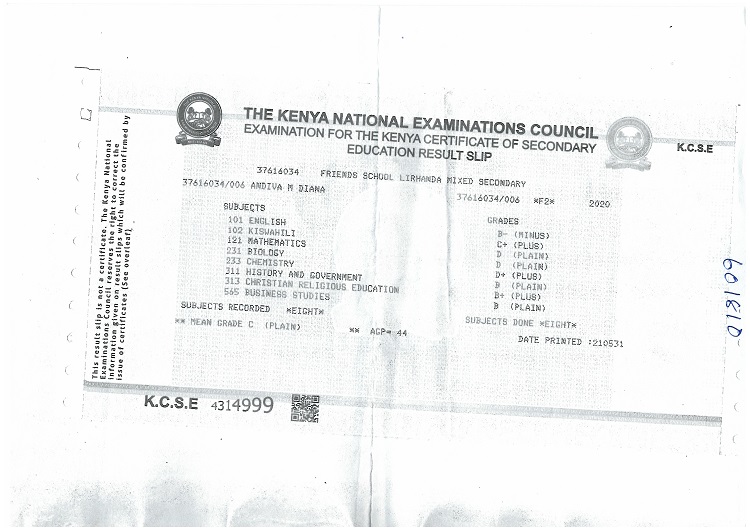 THE KENYA NATIONAL EXAMINATIONS COUNCIL
EXAMINATION FOR THE KENYA CERTIFICATE OF SECONDARY
EDUCATION RESULT SLIP
K.C.S.E
37616034 FRIENDS SCHOOL LIRHANDA MIXED SECONDARY
37616034/006 ANDIVA M DIANA 37616034/006 *F2* 2020
SUBJECTS GRADES
101 ENGLISH B- (MINUS)
102 KISWAHILI C+ (PLUS)
121 MATHEMATICS D (PLAIN)
231 BIOLOGY D (PLAIN)
233 CHEMISTRY D+ (PLUS)
311 HISTORY AND GOVERNMENT B (PLAIN)
313 CHRISTIAN RELIGIOUS EDUCATION B+ (PLUS)
565 BUSINESS STUDIES B (PLAIN)
SUBJECTS RECORDED *EIGHT* SUBJECTS DONE *EIGHT*
** MEAN GRADE C (PLAIN) ** AGP= 44
DATE PRINTED :210531
K.C.S.E 4314999
This result slip is not a certificate. The Kenya National
Examinations Council reserves the right to correct the
information given on result slips which will be confirmed by
issue of certificates (See overleaf)